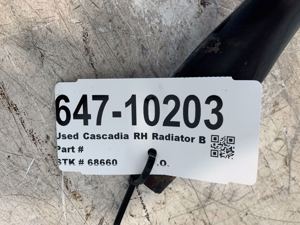 647-10203
Used Cascadia RH Radiator B
Part #
STK # 68660 .O.